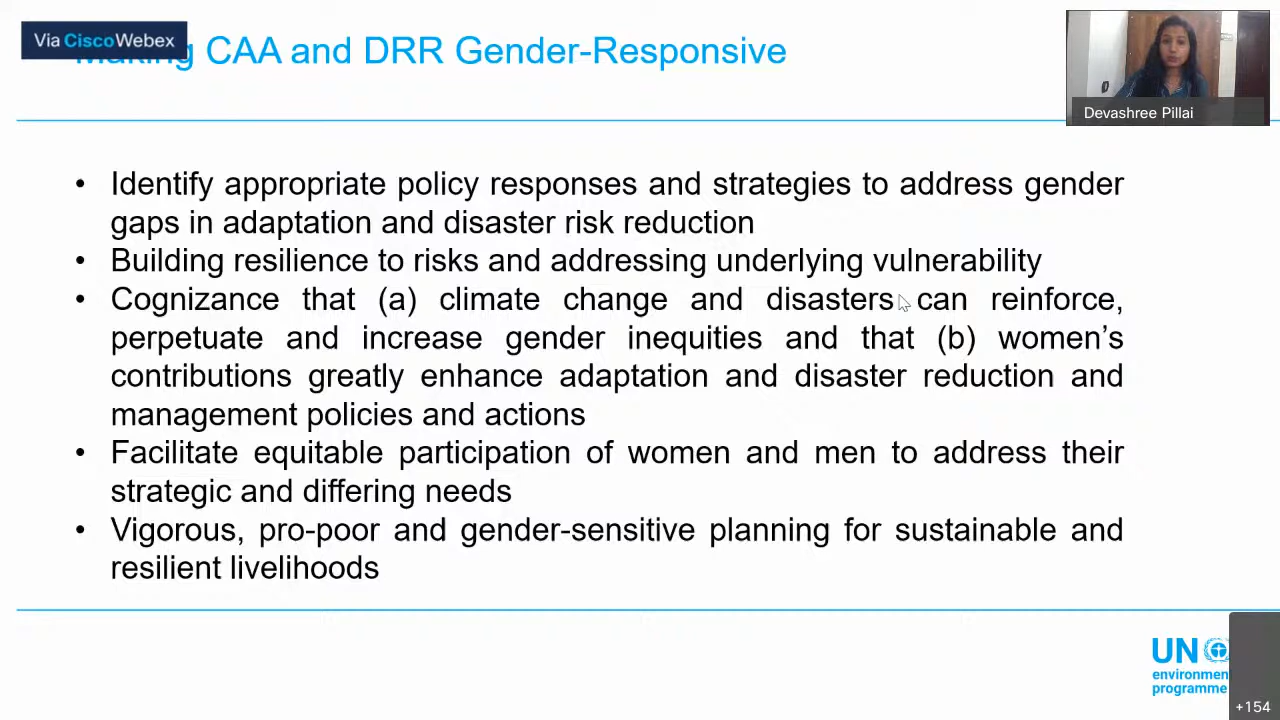 Via Cisco Webex
Making CAA and DRR Gender-Responsive
Devashree Pillai
• Identify appropriate policy responses and strategies to address gender
gaps in adaptation and disaster risk reduction
• Building resilience to risks and addressing underlying vulnerability
• Cognizance that (a) climate change and disasters can reinforce,
perpetuate and increase gender inequities and that (b) women’s
contributions greatly enhance adaptation and disaster reduction and
management policies and actions
• Facilitate equitable participation of women and men to address their
strategic and differing needs
• Vigorous, pro-poor and gender-sensitive planning for sustainable and
resilient livelihoods
UN
environmen
programme
+154